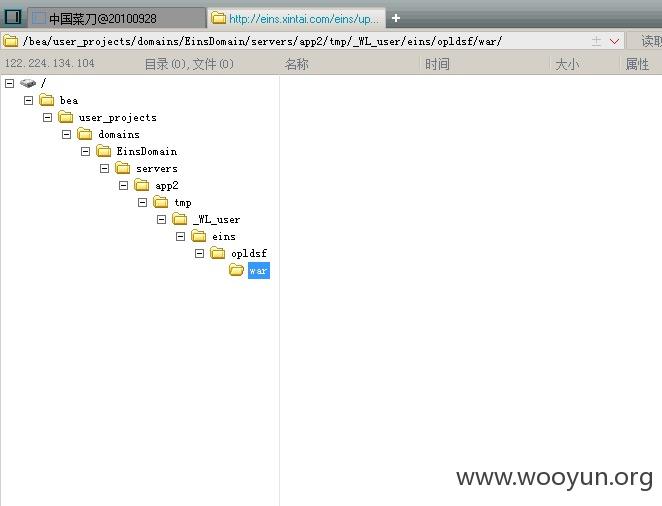 中国菜刀@20100928
http://eins.xintai.com/eins/up...
/bea/user_projects/domains/EinsDomain/servers/app2/tmp/_WL_user/eins/opldsf/war/
读取
122.224.134.104 目录(0),文件(0) 名称 时间 大小 属性
/
bea
user_projects
domains
EinsDomain
servers
app2
tmp
_WL_user
eins
opldsf
war
www.wooyun.org